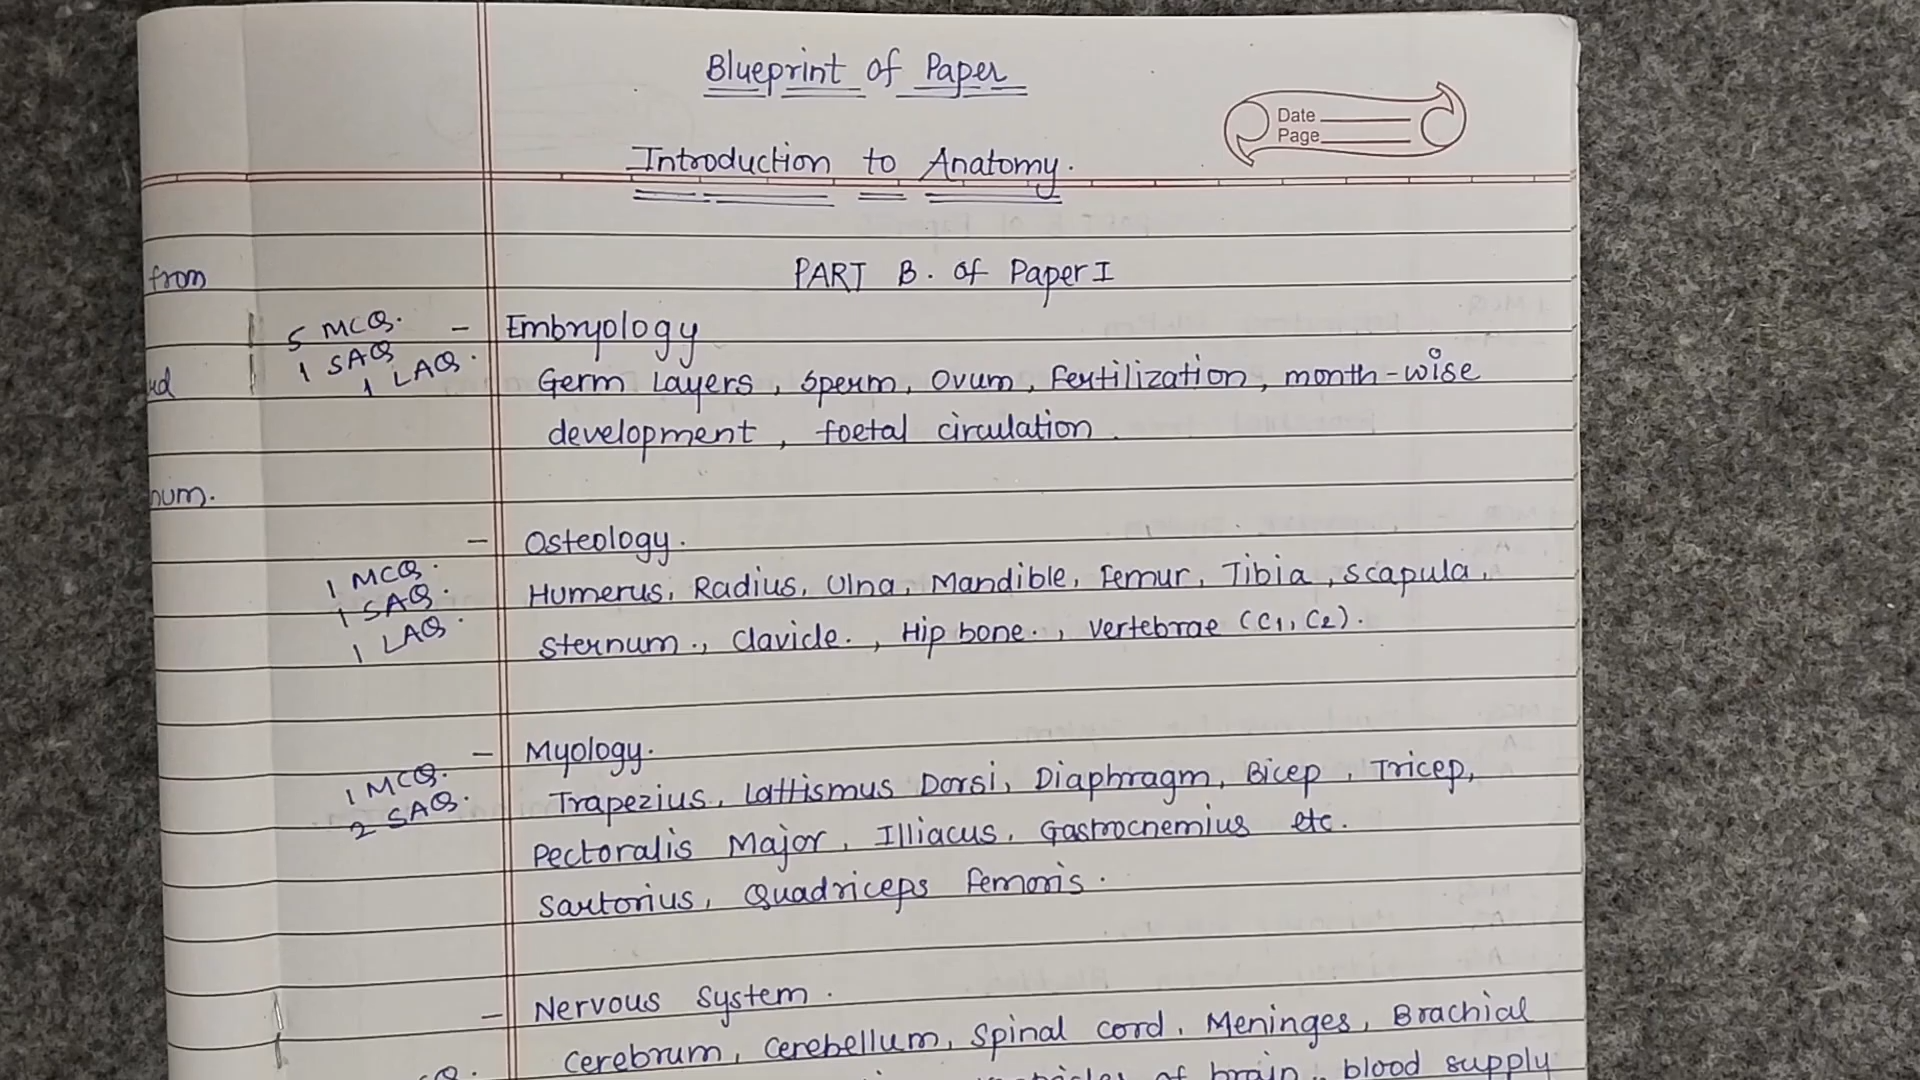 Blueprint of Paper
Date
Page
Introduction to Anatomy.
from
PART B. of Paper I
5 MCQ. - Embryology
1 SAQ
1 LAQ.
Germ Layers, Sperm, Ovum, Fertilization, month-wise
development, foetal circulation
num.
- Osteology.
1 MCQ.
1 SAQ.
1 LAQ.
Humerus, Radius, Ulna, Mandible, Femur, Tibia, Scapula,
Sternum., Clavicle., Hip bone., Vertebrae (C1, C2).
- Myology.
1 MCQ.
2 SAQ.
Trapezius, Lattismus Dorsi, Diaphragm, Bicep, Tricep,
Pectoralis Major, Illiacus, Gastrocnemius etc.
Sartorius, Quadriceps Femoris.
- Nervous System.
Cerebrum, Cerebellum, Spinal cord, Meninges, Brachial
of brain, blood supply